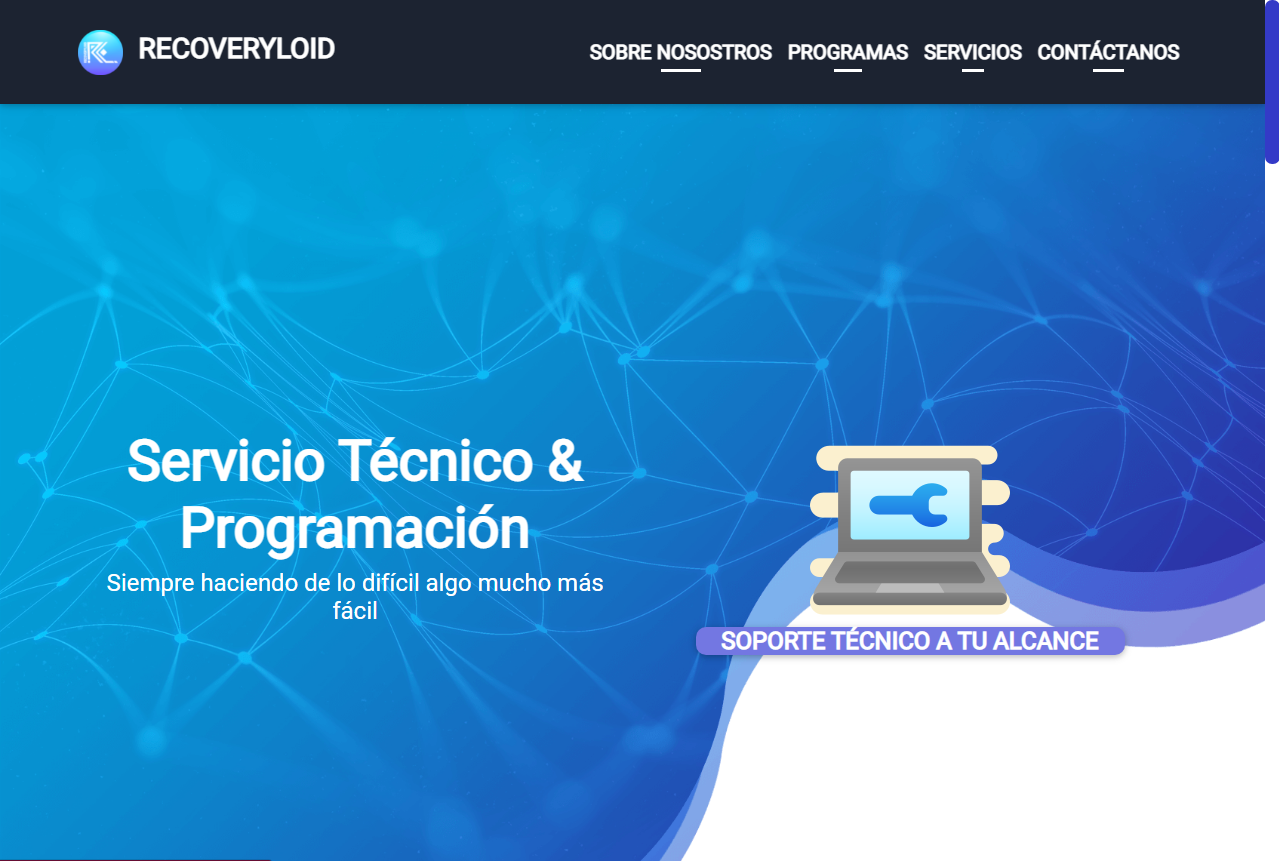 RECOVERYLOID
SOBRE NOSOSTROS PROGRAMAS SERVICIOS CONTÁCTANOS
Servicio Técnico &
Programación
Siempre haciendo de lo difícil algo mucho más
fácil
SOPORTE TÉCNICO A TU ALCANCE